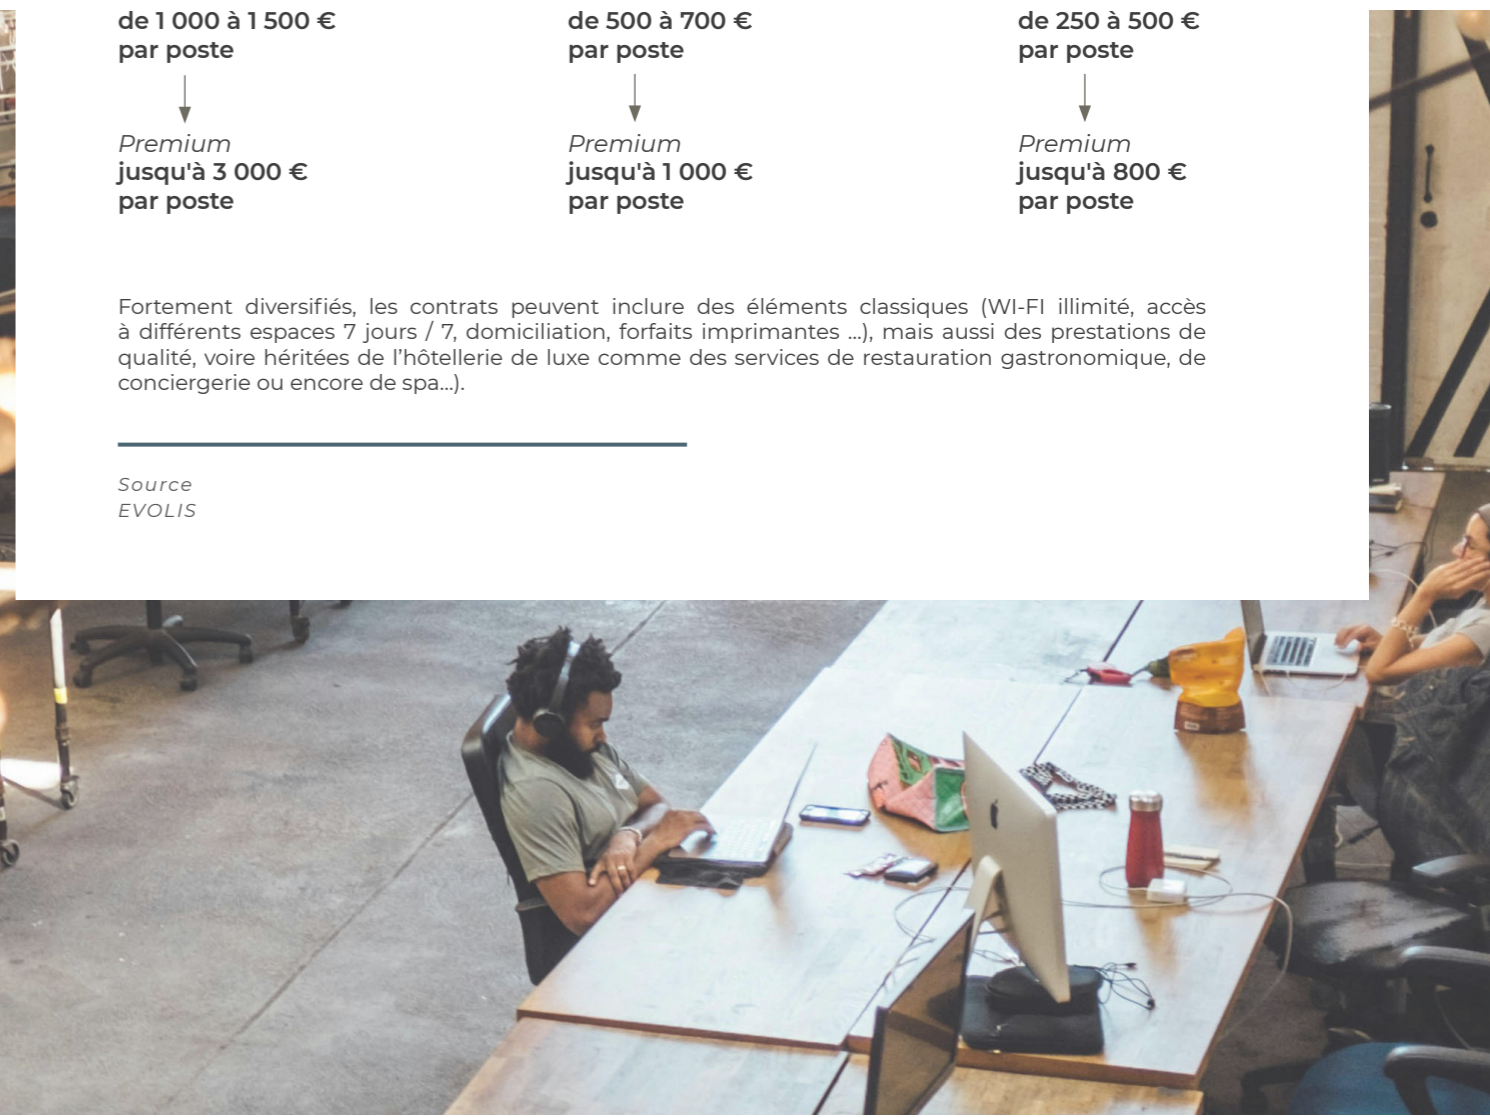 de 1 000 à 1 500 €
par poste
Premium
jusqu'à 3 000 €
par poste
de 500 à 700 €
par poste
Premium
jusqu'à 1 000 €
par poste
de 250 à 500 €
par poste
Premium
jusqu'à 800 €
par poste
Fortement diversifiés, les contrats peuvent inclure des éléments classiques (WI-FI illimité, accès
à différents espaces 7 jours / 7, domiciliation, forfaits imprimantes ...), mais aussi des prestations de
qualité, voire héritées de l’hôtellerie de luxe comme des services de restauration gastronomique, de
conciergerie ou encore de spa...).
Source
EVOLIS